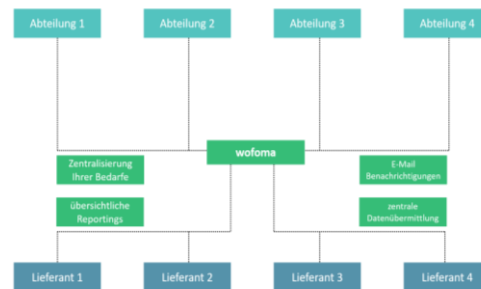 Abteilung 1
Abteilung 2
Abteilung 3
Abteilung 4
wofoma
Zentralisierung
Ihrer Bedarfe
E-Mail
Benachrichtigungen
übersichtliche
Reportings
zentrale
Datenübermittlung
Lieferant 1
Lieferant 2
Lieferant 3
Lieferant 4